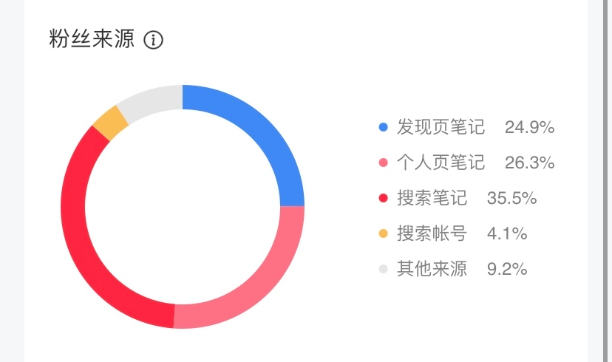 粉丝来源
发现页笔记 24.9%
个人页笔记 26.3%
搜索笔记 35.5%
搜索帐号 4.1%
其他来源 9.2%